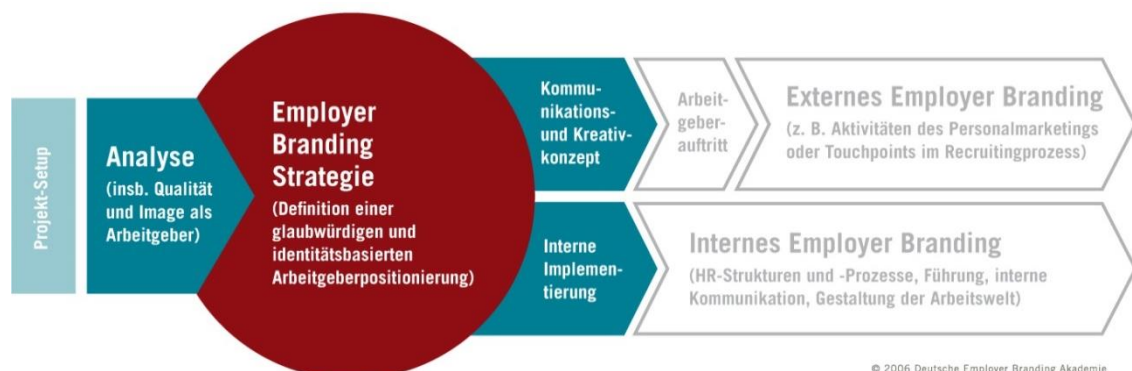 Projekt-Setup
Analyse
(insb. Qualität
und Image als
Arbeitgeber)
Employer
Branding
Strategie
(Definition einer
glaubwürdigen und
identitätsbasierten
Arbeitgeberpositionierung)
Kommu-
nikations-
und Kreativ-
konzept
Arbeit-
geber-
auftritt
Externes Employer Branding
(z. B. Aktivitäten des Personalmarketings
oder Touchpoints im Recruitingprozess)
Interne
Implemen-
tierung
Internes Employer Branding
(HR-Strukturen und -Prozesse, Führung, interne
Kommunikation, Gestaltung der Arbeitswelt)
© 2006 Deutsche Employer Branding Akademie